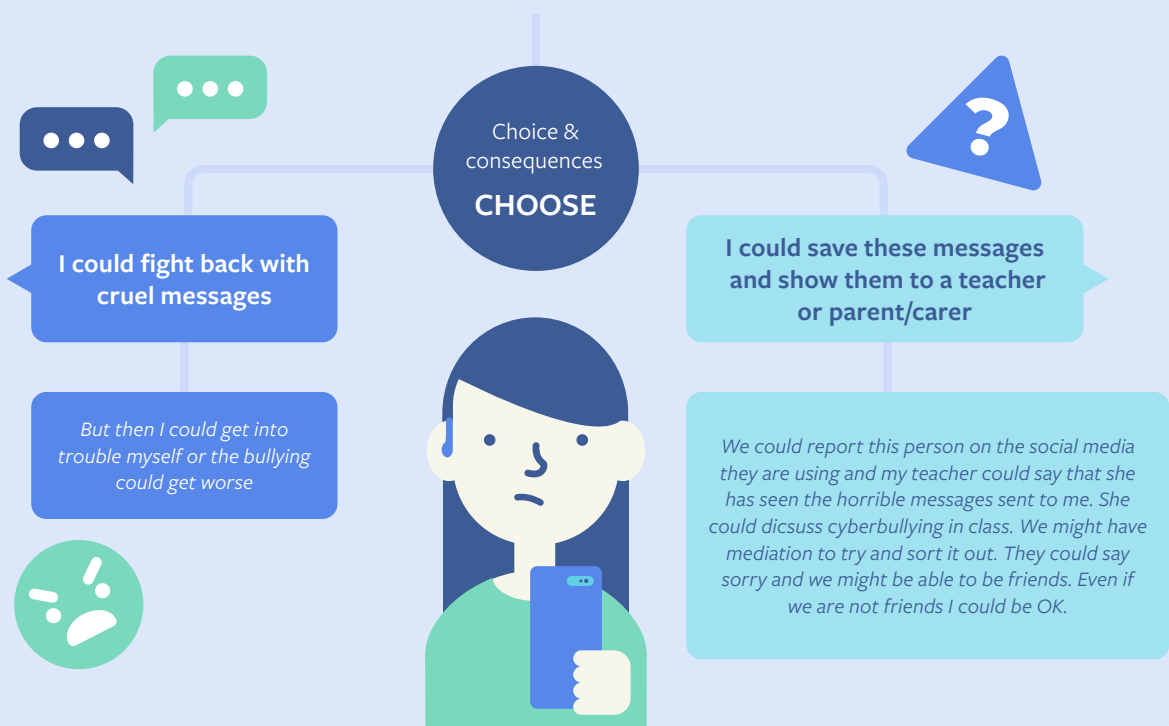 Choice &
consequences
CHOOSE
I could fight back with
cruel messages
But then I could get into
trouble myself or the bullying
could get worse
?
I could save these messages
and show them to a teacher
or parent/carer
We could report this person on the social media
they are using and my teacher could say that she
has seen the horrible messages sent to me. She
could dicsuss cyberbullying in class. We might have
mediation to try and sort it out. They could say
sorry and we might be able to be friends. Even if
we are not friends I could be OK.